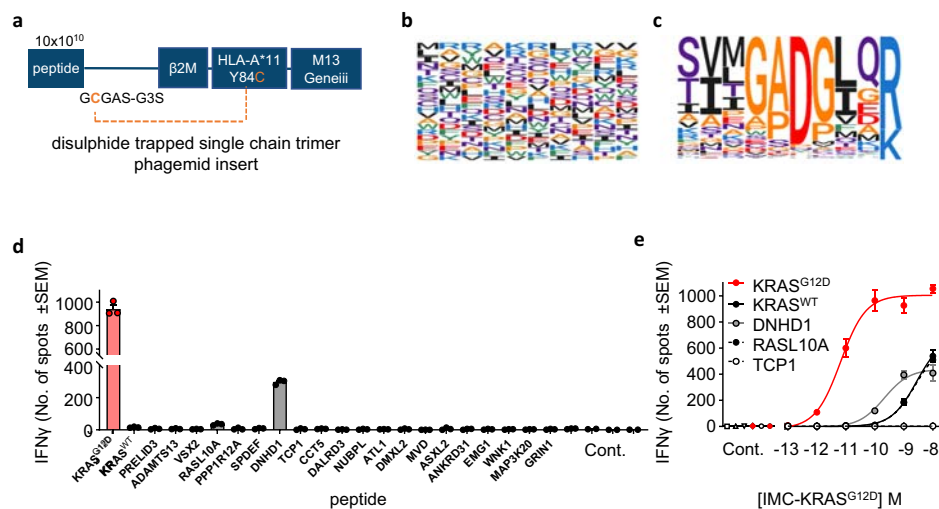 a
10x10¹⁰
peptide
β2M
HLA-A*11
Y84C
M13
Geneiii
GCGAS-G3S
disulphide trapped single chain trimer
phagemid insert
b
c
d
IFNγ (No. of spots ±SEM)
1000
800
600
400
200
0
KRASᴳ¹²ᴰ
KRASᵂᵀ
PRELID3
ADAMTS13
VSX2
RASL10A
PPP1R12A
SPDEF
DNHD1
TCP1
CCT5
DALRD3
NUBPL
ATL1
DMXL2
MVD
ASXL2
ANKRD31
EMG1
WNK1
MAP3K20
GRIN1
Cont.
peptide
e
IFNγ (No. of spots ±SEM)
1000
800
600
400
200
0
KRASᴳ¹²ᴰ
KRASᵂᵀ
DNHD1
RASL10A
TCP1
Cont. -13 -12 -11 -10 -9 -8
[IMC-KRASᴳ¹²ᴰ] M